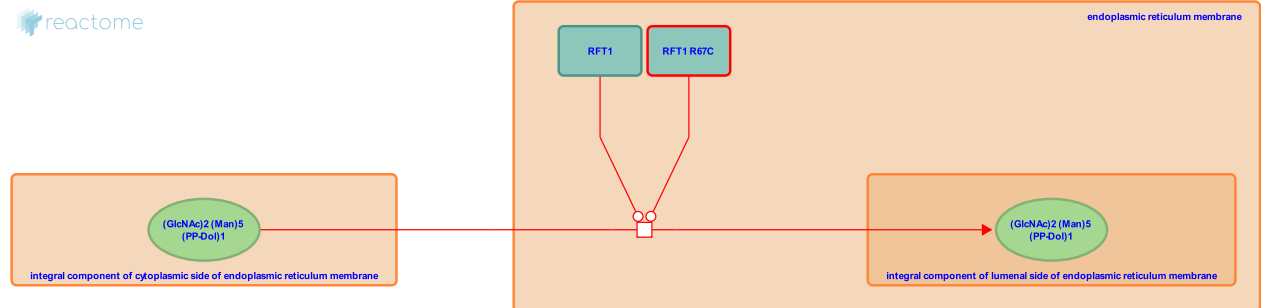 reactome
endoplasmic reticulum membrane
RFT1
RFT1 R67C
(GlcNAc)2 (Man)5
(PP-Dol)1
(GlcNAc)2 (Man)5
(PP-Dol)1
integral component of cytoplasmic side of endoplasmic reticulum membrane
integral component of lumenal side of endoplasmic reticulum membrane